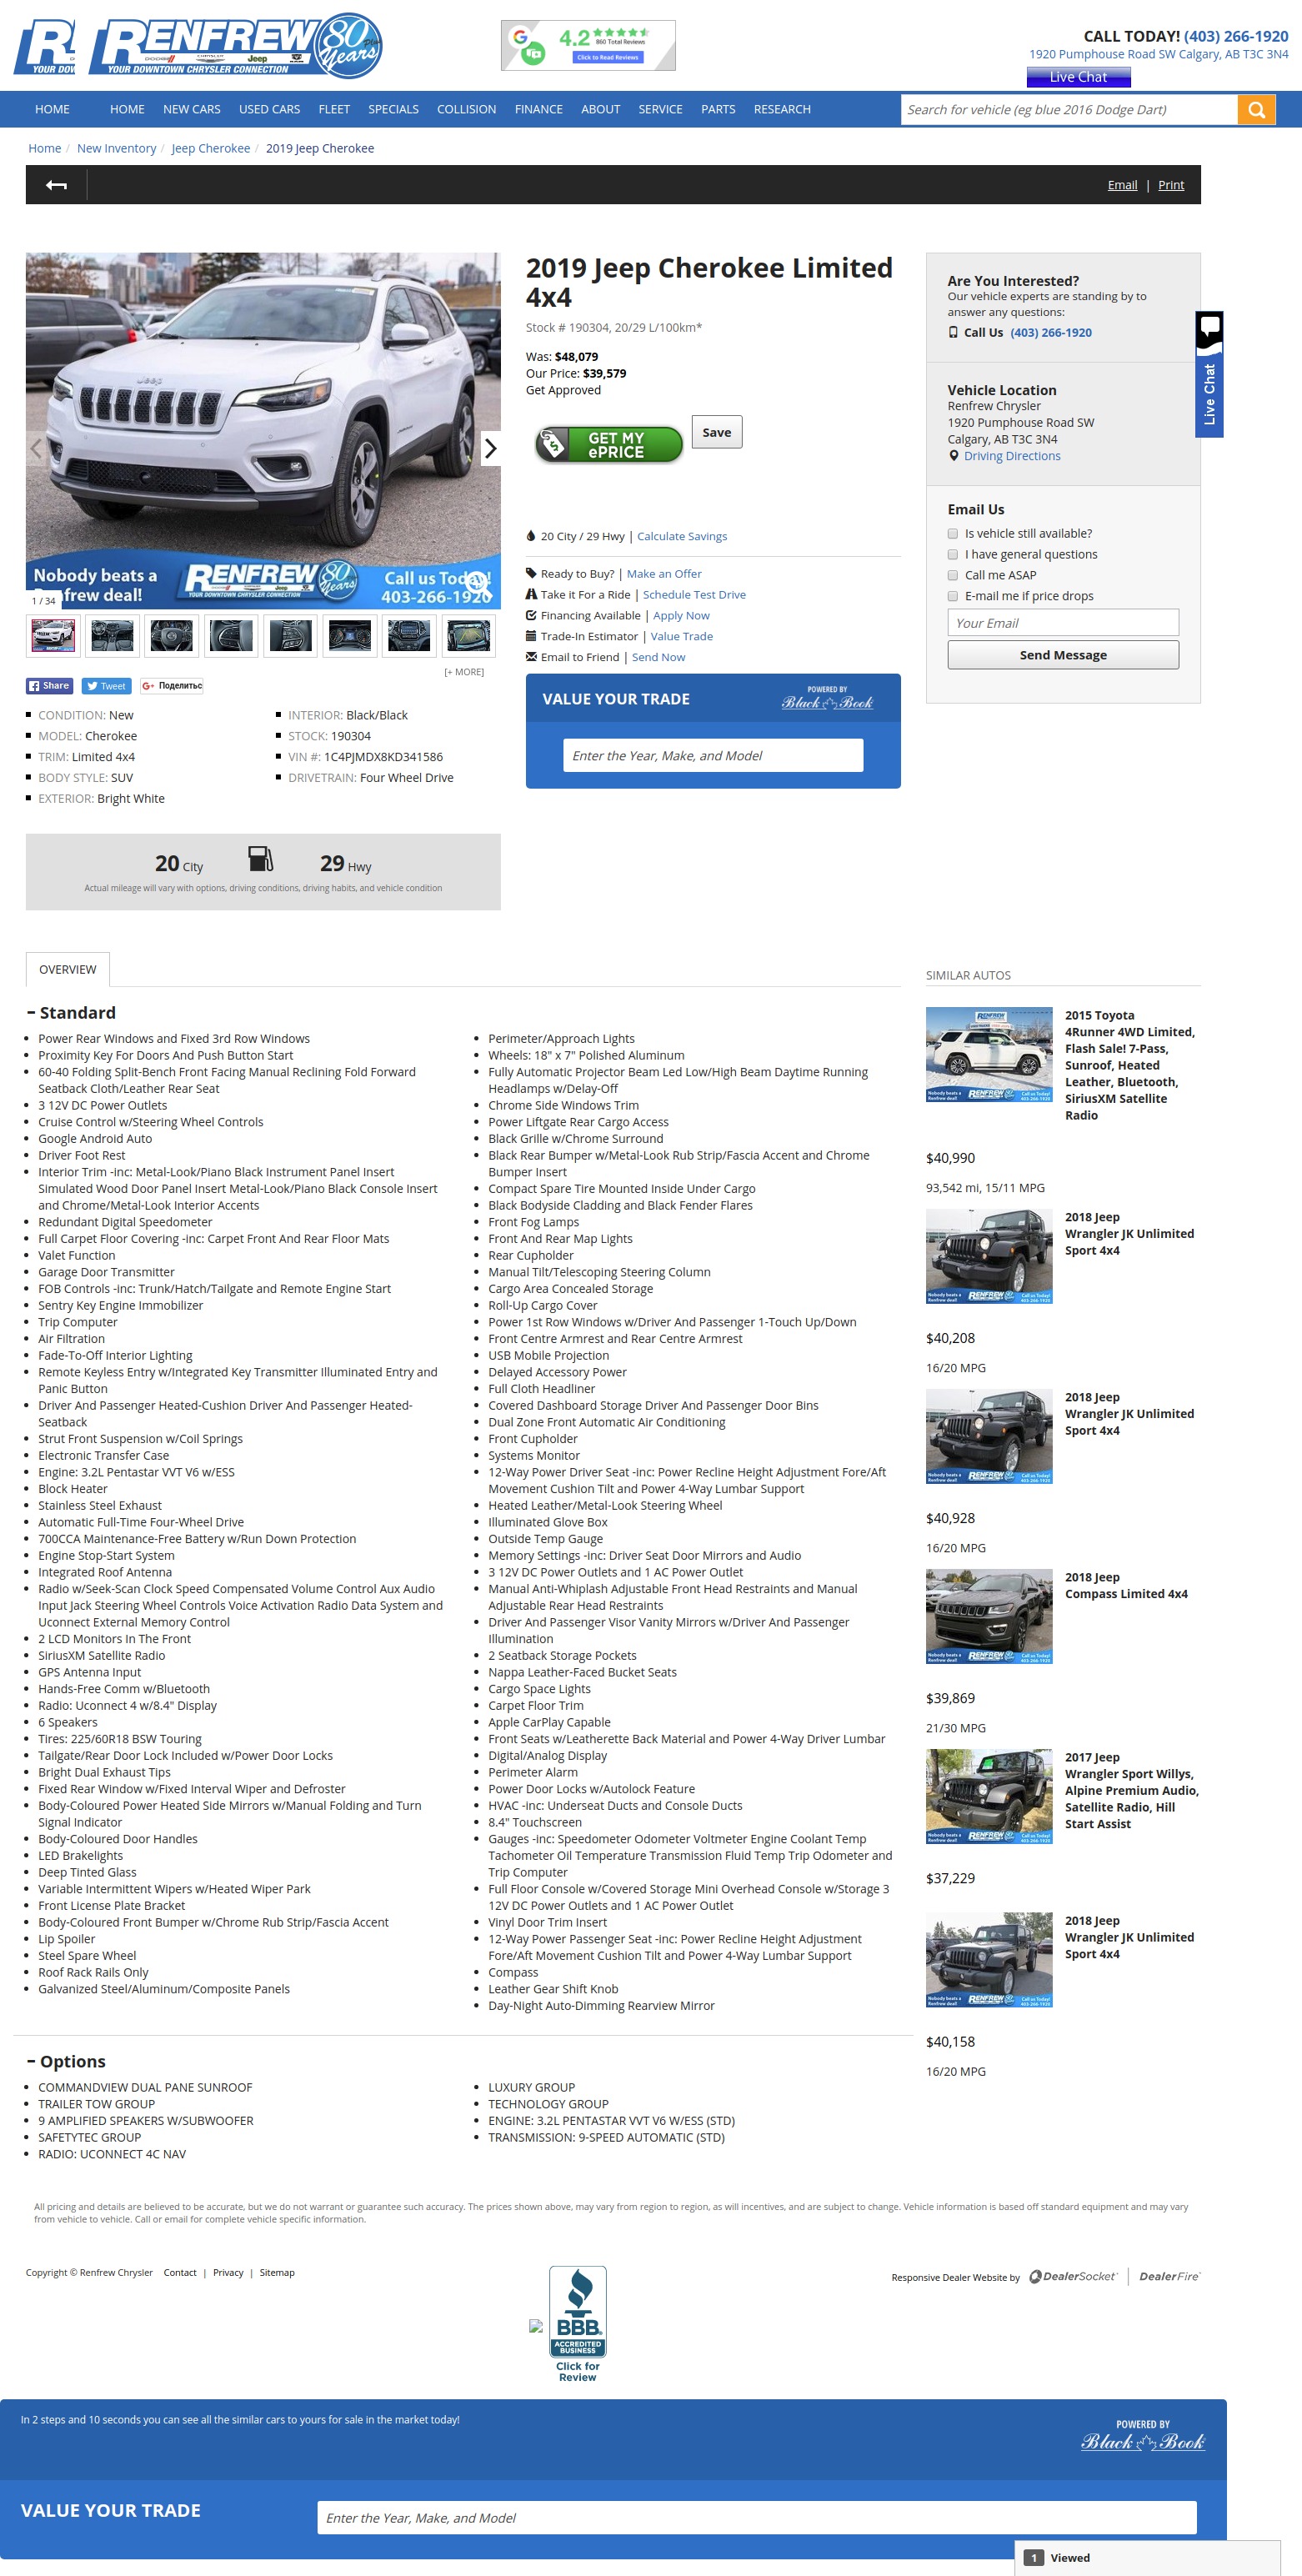 RENFREW 80 Years Plus
DODGE CHRYSLER Jeep RAM
YOUR DOWNTOWN CHRYSLER CONNECTION
4.2
860 Total Reviews
Click to Read Reviews
CALL TODAY! (403) 266-1920
1920 Pumphouse Road SW Calgary, AB T3C 3N4
Live Chat
HOME
HOME NEW CARS USED CARS FLEET SPECIALS COLLISION FINANCE ABOUT SERVICE PARTS RESEARCH
Search for vehicle (eg blue 2016 Dodge Dart)
Home / New Inventory / Jeep Cherokee / 2019 Jeep Cherokee
Email | Print
Nobody beats a
Renfrew deal!
RENFREW 80 Years
Call us Today!
403-266-192
1 / 34
[+ MORE]
Share
Tweet
Поделитьс
CONDITION: New
MODEL: Cherokee
TRIM: Limited 4x4
BODY STYLE: SUV
EXTERIOR: Bright White
INTERIOR: Black/Black
STOCK: 190304
VIN #: 1C4PJMDX8KD341586
DRIVETRAIN: Four Wheel Drive
20 City 29 Hwy
Actual mileage will vary with options, driving conditions, driving habits, and vehicle condition
2019 Jeep Cherokee Limited
4x4
Stock # 190304, 20/29 L/100km*
Was: $48,079
Our Price: $39,579
Get Approved
GET MY
ePRICE
Save
20 City / 29 Hwy | Calculate Savings
Ready to Buy? | Make an Offer
Take it For a Ride | Schedule Test Drive
Financing Available | Apply Now
Trade-In Estimator | Value Trade
Email to Friend | Send Now
VALUE YOUR TRADE
POWERED BY
Black Book
Enter the Year, Make, and Model
Are You Interested?
Our vehicle experts are standing by to
answer any questions:
Call Us (403) 266-1920
Vehicle Location
Renfrew Chrysler
1920 Pumphouse Road SW
Calgary, AB T3C 3N4
Driving Directions
Email Us
Is vehicle still available?
I have general questions
Call me ASAP
E-mail me if price drops
Your Email
Send Message
Live Chat
OVERVIEW
Standard
Power Rear Windows and Fixed 3rd Row Windows
Proximity Key For Doors And Push Button Start
60-40 Folding Split-Bench Front Facing Manual Reclining Fold Forward
Seatback Cloth/Leather Rear Seat
3 12V DC Power Outlets
Cruise Control w/Steering Wheel Controls
Google Android Auto
Driver Foot Rest
Interior Trim -inc: Metal-Look/Piano Black Instrument Panel Insert
Simulated Wood Door Panel Insert Metal-Look/Piano Black Console Insert
and Chrome/Metal-Look Interior Accents
Redundant Digital Speedometer
Full Carpet Floor Covering -inc: Carpet Front And Rear Floor Mats
Valet Function
Garage Door Transmitter
FOB Controls -inc: Trunk/Hatch/Tailgate and Remote Engine Start
Sentry Key Engine Immobilizer
Trip Computer
Air Filtration
Fade-To-Off Interior Lighting
Remote Keyless Entry w/Integrated Key Transmitter Illuminated Entry and
Panic Button
Driver And Passenger Heated-Cushion Driver And Passenger Heated-
Seatback
Strut Front Suspension w/Coil Springs
Electronic Transfer Case
Engine: 3.2L Pentastar VVT V6 w/ESS
Block Heater
Stainless Steel Exhaust
Automatic Full-Time Four-Wheel Drive
700CCA Maintenance-Free Battery w/Run Down Protection
Engine Stop-Start System
Integrated Roof Antenna
Radio w/Seek-Scan Clock Speed Compensated Volume Control Aux Audio
Input Jack Steering Wheel Controls Voice Activation Radio Data System and
Uconnect External Memory Control
2 LCD Monitors In The Front
SiriusXM Satellite Radio
GPS Antenna Input
Hands-Free Comm w/Bluetooth
Radio: Uconnect 4 w/8.4" Display
6 Speakers
Tires: 225/60R18 BSW Touring
Tailgate/Rear Door Lock Included w/Power Door Locks
Bright Dual Exhaust Tips
Fixed Rear Window w/Fixed Interval Wiper and Defroster
Body-Coloured Power Heated Side Mirrors w/Manual Folding and Turn
Signal Indicator
Body-Coloured Door Handles
LED Brakelights
Deep Tinted Glass
Variable Intermittent Wipers w/Heated Wiper Park
Front License Plate Bracket
Body-Coloured Front Bumper w/Chrome Rub Strip/Fascia Accent
Lip Spoiler
Steel Spare Wheel
Roof Rack Rails Only
Galvanized Steel/Aluminum/Composite Panels
Perimeter/Approach Lights
Wheels: 18" x 7" Polished Aluminum
Fully Automatic Projector Beam Led Low/High Beam Daytime Running
Headlamps w/Delay-Off
Chrome Side Windows Trim
Power Liftgate Rear Cargo Access
Black Grille w/Chrome Surround
Black Rear Bumper w/Metal-Look Rub Strip/Fascia Accent and Chrome
Bumper Insert
Compact Spare Tire Mounted Inside Under Cargo
Black Bodyside Cladding and Black Fender Flares
Front Fog Lamps
Front And Rear Map Lights
Rear Cupholder
Manual Tilt/Telescoping Steering Column
Cargo Area Concealed Storage
Roll-Up Cargo Cover
Power 1st Row Windows w/Driver And Passenger 1-Touch Up/Down
Front Centre Armrest and Rear Centre Armrest
USB Mobile Projection
Delayed Accessory Power
Full Cloth Headliner
Covered Dashboard Storage Driver And Passenger Door Bins
Dual Zone Front Automatic Air Conditioning
Front Cupholder
Systems Monitor
12-Way Power Driver Seat -inc: Power Recline Height Adjustment Fore/Aft
Movement Cushion Tilt and Power 4-Way Lumbar Support
Heated Leather/Metal-Look Steering Wheel
Illuminated Glove Box
Outside Temp Gauge
Memory Settings -inc: Driver Seat Door Mirrors and Audio
3 12V DC Power Outlets and 1 AC Power Outlet
Manual Anti-Whiplash Adjustable Front Head Restraints and Manual
Adjustable Rear Head Restraints
Driver And Passenger Visor Vanity Mirrors w/Driver And Passenger
Illumination
2 Seatback Storage Pockets
Nappa Leather-Faced Bucket Seats
Cargo Space Lights
Carpet Floor Trim
Apple CarPlay Capable
Front Seats w/Leatherette Back Material and Power 4-Way Driver Lumbar
Digital/Analog Display
Perimeter Alarm
Power Door Locks w/Autolock Feature
HVAC -inc: Underseat Ducts and Console Ducts
8.4" Touchscreen
Gauges -inc: Speedometer Odometer Voltmeter Engine Coolant Temp
Tachometer Oil Temperature Transmission Fluid Temp Trip Odometer and
Trip Computer
Full Floor Console w/Covered Storage Mini Overhead Console w/Storage 3
12V DC Power Outlets and 1 AC Power Outlet
Vinyl Door Trim Insert
12-Way Power Passenger Seat -inc: Power Recline Height Adjustment
Fore/Aft Movement Cushion Tilt and Power 4-Way Lumbar Support
Compass
Leather Gear Shift Knob
Day-Night Auto-Dimming Rearview Mirror
SIMILAR AUTOS
2015 Toyota
4Runner 4WD Limited,
Flash Sale! 7-Pass,
Sunroof, Heated
Leather, Bluetooth,
SiriusXM Satellite
Radio
$40,990
93,542 mi, 15/11 MPG
2018 Jeep
Wrangler JK Unlimited
Sport 4x4
$40,208
16/20 MPG
2018 Jeep
Wrangler JK Unlimited
Sport 4x4
$40,928
16/20 MPG
2018 Jeep
Compass Limited 4x4
$39,869
21/30 MPG
2017 Jeep
Wrangler Sport Willys,
Alpine Premium Audio,
Satellite Radio, Hill
Start Assist
$37,229
2018 Jeep
Wrangler JK Unlimited
Sport 4x4
$40,158
16/20 MPG
Options
COMMANDVIEW DUAL PANE SUNROOF
TRAILER TOW GROUP
9 AMPLIFIED SPEAKERS W/SUBWOOFER
SAFETYTEC GROUP
RADIO: UCONNECT 4C NAV
LUXURY GROUP
TECHNOLOGY GROUP
ENGINE: 3.2L PENTASTAR VVT V6 W/ESS (STD)
TRANSMISSION: 9-SPEED AUTOMATIC (STD)
All pricing and details are believed to be accurate, but we do not warrant or guarantee such accuracy. The prices shown above, may vary from region to region, as will incentives, and are subject to change. Vehicle information is based off standard equipment and may vary
from vehicle to vehicle. Call or email for complete vehicle specific information.
Copyright © Renfrew Chrysler Contact | Privacy | Sitemap
BBB
ACCREDITED
BUSINESS
Click for
Review
Responsive Dealer Website by DealerSocket | DealerFire
In 2 steps and 10 seconds you can see all the similar cars to yours for sale in the market today!
POWERED BY
Black Book
VALUE YOUR TRADE
Enter the Year, Make, and Model
1 Viewed